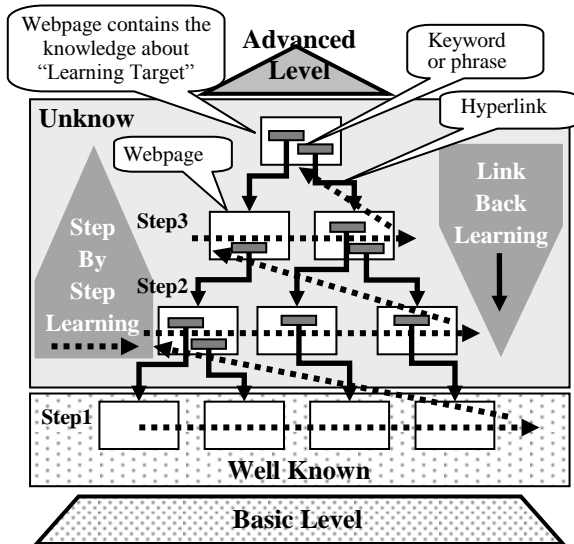 Webpage contains the
knowledge about
“Learning Target”
Advanced
Level
Keyword
or phrase
Hyperlink
Unknow
Webpage
Link
Back
Learning
Step3
Step
By
Step
Learning
Step2
Step1
Well Known
Basic Level